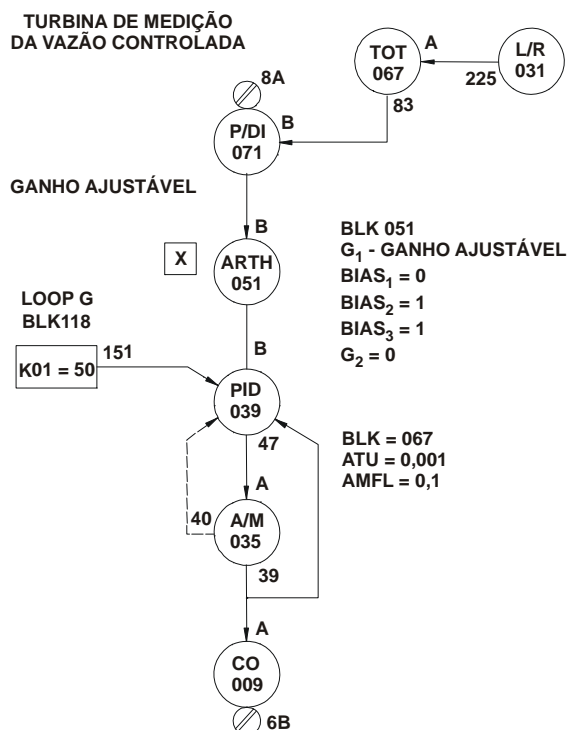 TURBINA DE MEDIÇÃO
DA VAZÃO CONTROLADA
TOT
067
A
L/R
031
225
83
8A
P/DI
071
B
GANHO AJUSTÁVEL
B
X
ARTH
051
BLK 051
G₁ - GANHO AJUSTÁVEL
BIAS₁ = 0
BIAS₂ = 1
BIAS₃ = 1
G₂ = 0
LOOP G
BLK118
151
K01 = 50
B
PID
039
47
BLK = 067
ATU = 0,001
AMFL = 0,1
A
40
A/M
035
39
A
CO
009
6B